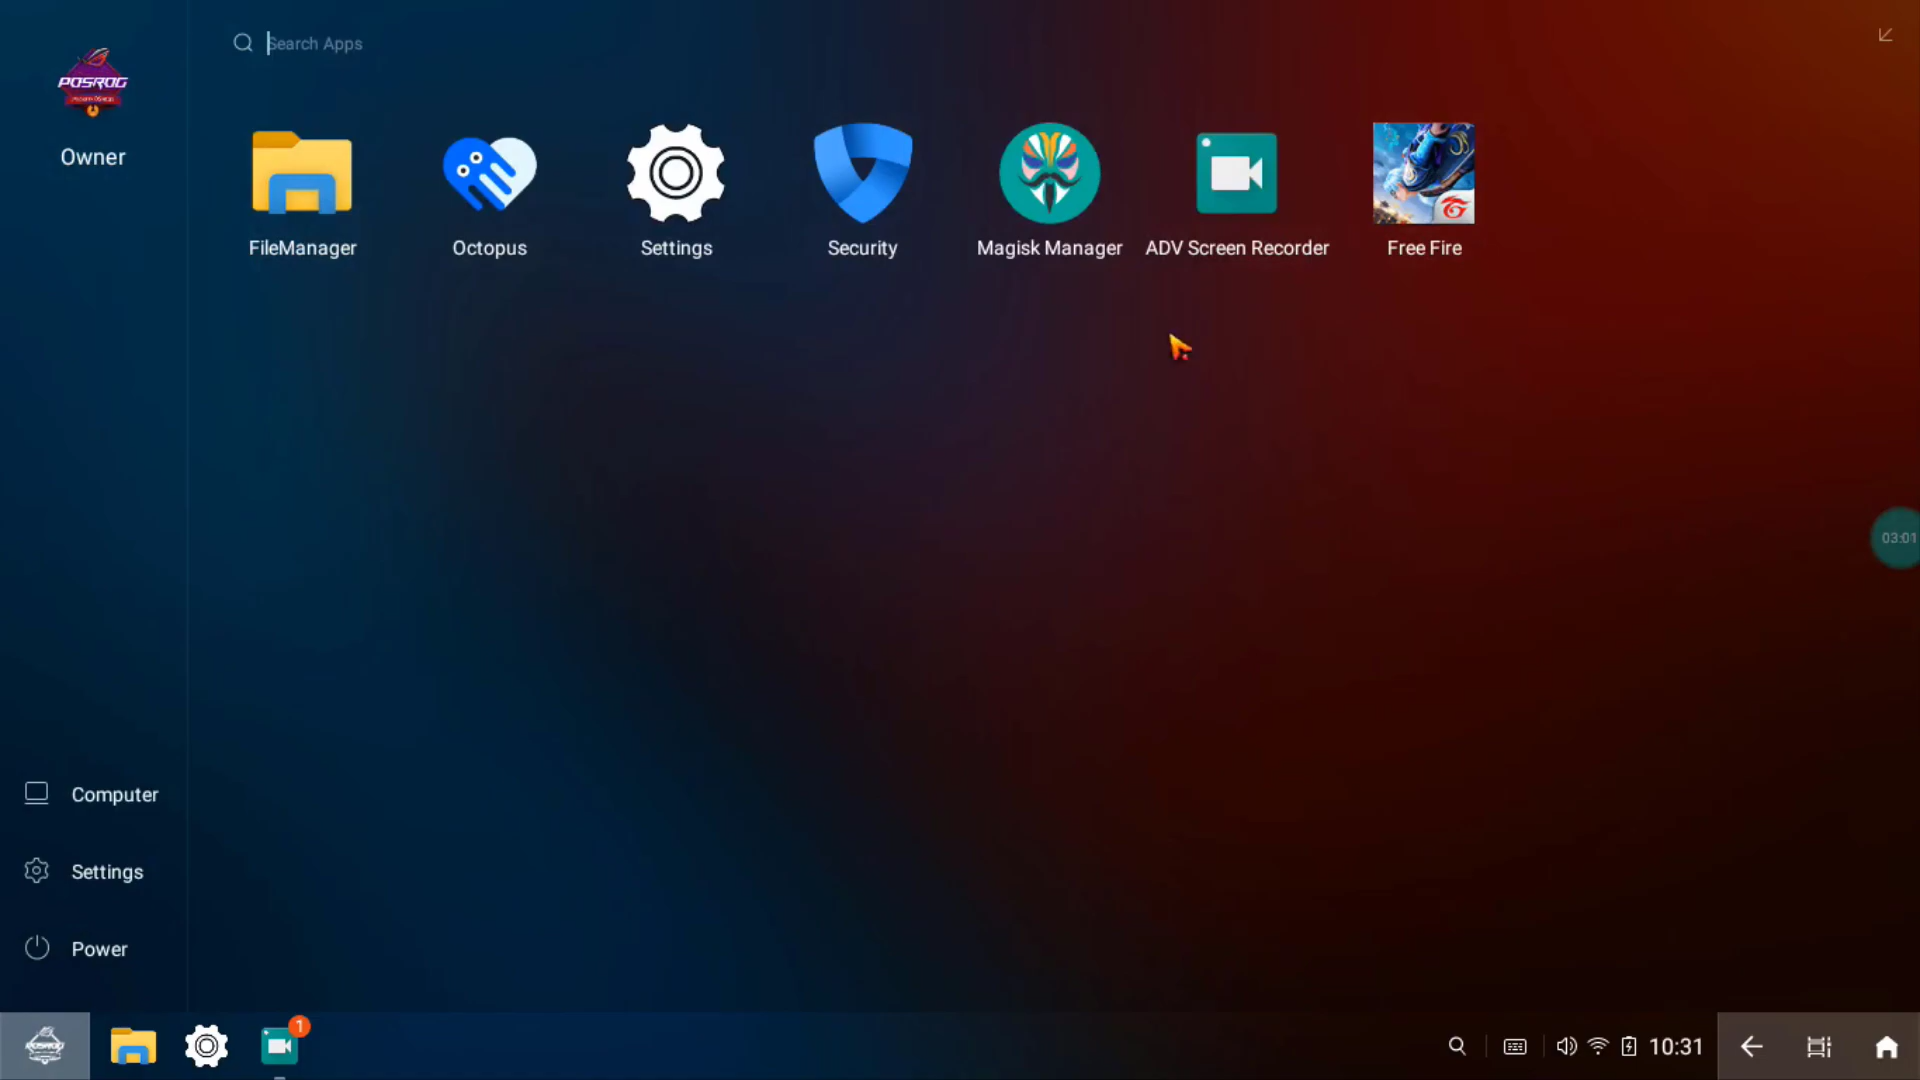 POSROG
Owner
Search Apps
FileManager
Octopus
Settings
Security
Magisk Manager
ADV Screen Recorder
Free Fire
03:01
Computer
Settings
Power
POSROG
1
10:31